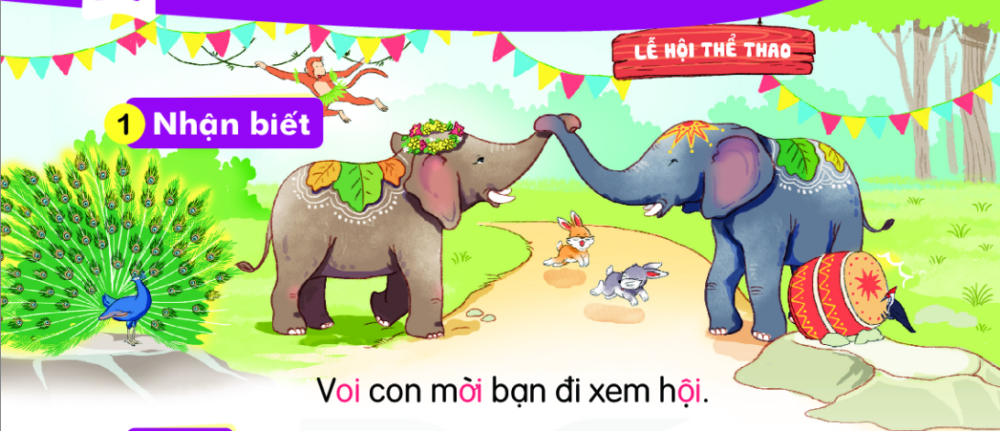 LỄ HỘI THỂ THAO
1 Nhận biết
Voi con mời bạn đi xem hội.